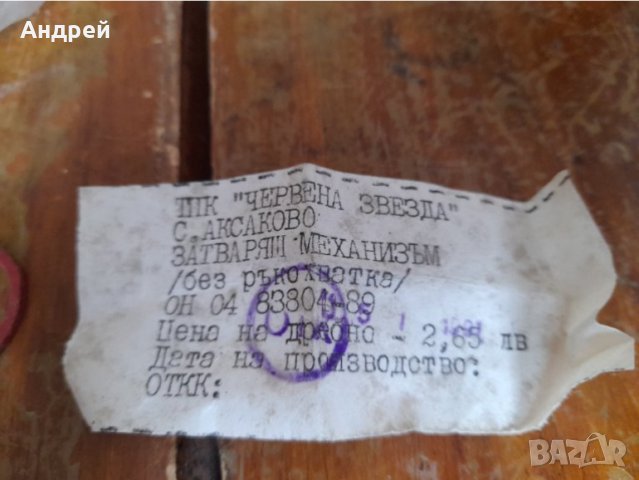 Андрей
ТПК "ЧЕРВЕНА ЗВЕЗДА"
С.АКСАКОВО
ЗАТВАРЯЩ МЕХАНИЗЪМ
/без ръкохватка/
ОН 04 83804-89
Цена на дребно - 2,65 лв
Дата на производство:
ОТКК:
BAZAR